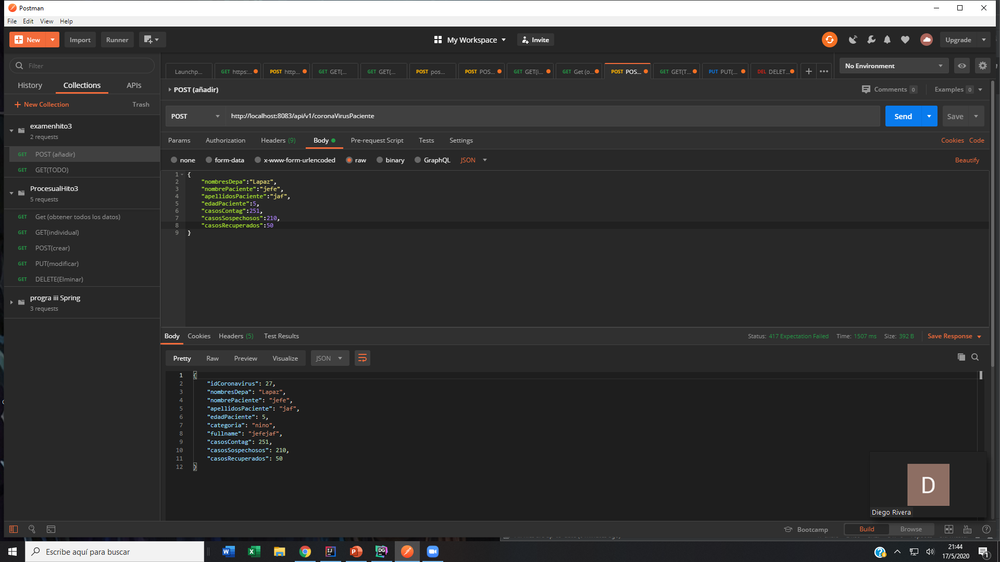 Postman
File Edit View Help
New Import Runner My Workspace Invite Upgrade
Filter
Launchp... GET https:... POST http... GET GET(... GET GET(... POST pos... POST POS... GET GET(i... GET Get (o... POST POS... GET GET(T... PUT PUT(... DEL DELET... No Environment
History Collections APIs
New Collection Trash
POST (añadir) Comments 0 Examples 0
POST http://localhost:8083/api/v1/coronaVirusPaciente Send Save
Params Authorization Headers (9) Body Pre-request Script Tests Settings Cookies Code
none form-data x-www-form-urlencoded raw binary GraphQL JSON Beautify
examenhito3
2 requests
GET POST (añadir)
GET GET(TODO)
ProcesualHito3
5 requests
GET Get (obtener todos los datos)
GET GET(individual)
GET POST(crear)
GET PUT(modificar)
GET DELETE(Elminar)
progra iii Spring
3 requests
1 {
2 "nombresDepa":"Lapaz",
3 "nombrePaciente":"jefe",
4 "apellidosPaciente":"jaf",
5 "edadPaciente":5,
6 "casosContag":251,
7 "casosSospechosos":210,
8 "casosRecuperados":50
9 }
Body Cookies Headers (5) Test Results Status: 417 Expectation Failed Time: 1507 ms Size: 392 B Save Response
Pretty Raw Preview Visualize JSON
1 {
2 "idCoronavirus": 27,
3 "nombresDepa": "Lapaz",
4 "nombrePaciente": "jefe",
5 "apellidosPaciente": "jaf",
6 "edadPaciente": 5,
7 "categoria": "nino",
8 "fullname": "jefejaf",
9 "casosContag": 251,
10 "casosSospechosos": 210,
11 "casosRecuperados": 50
12 }
D
Diego Rivera
Bootcamp Build Browse
Escribe aquí para buscar
21:44
17/5/2020
1